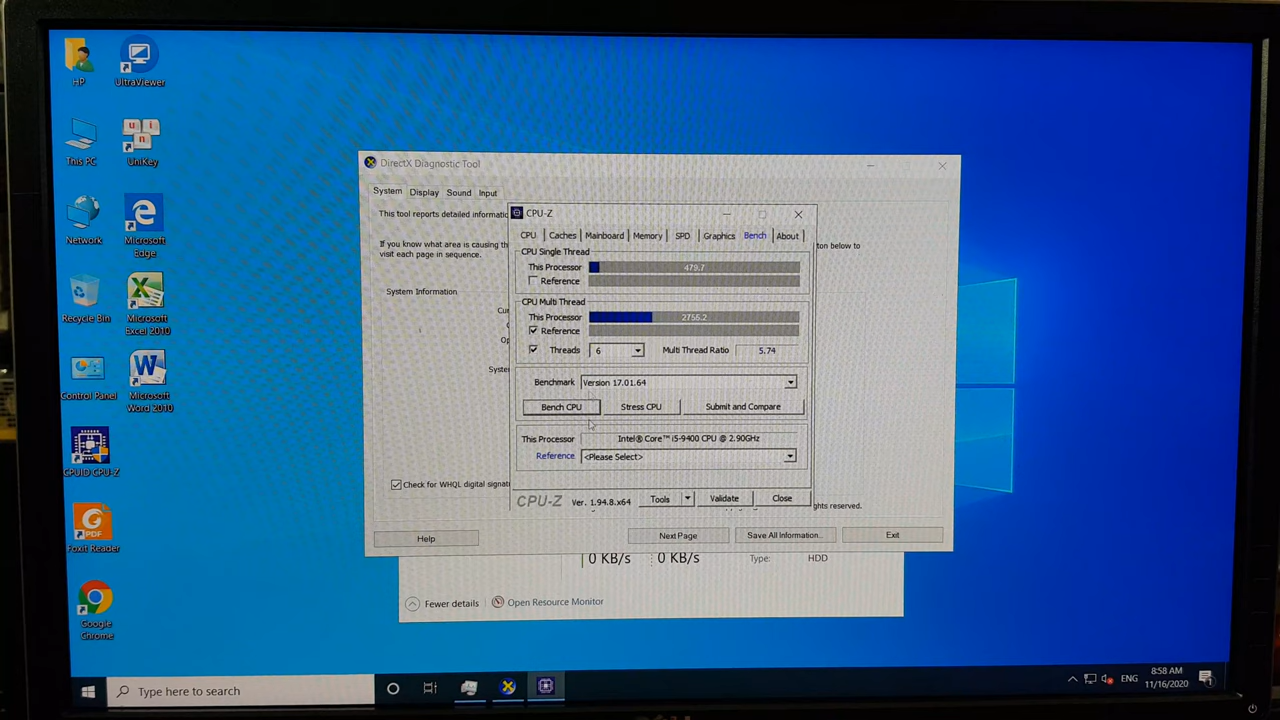 HP
UltraViewer
This PC
UniKey
Network
Microsoft
Edge
Recycle Bin
Microsoft
Excel 2010
Control Panel
Microsoft
Word 2010
CPUID CPU-Z
Foxit Reader
PDF
Google
Chrome
DirectX Diagnostic Tool
System Display Sound Input
This tool reports detailed informatio
ton below to
If you know what area is causing th
visit each page in sequence.
System Information
Cur
Syste
Check for WHQL digital signat
ghts reserved.
Help
Next Page
Save All Information...
Exit
CPU-Z
CPU Caches Mainboard Memory SPD Graphics Bench About
CPU Single Thread
This Processor 479.7
Reference
CPU Multi Thread
This Processor 2755.2
Reference
Threads 6 Multi Thread Ratio 5.74
Benchmark Version 17.01.64
Bench CPU Stress CPU Submit and Compare
This Processor Intel® Core™ i5-9400 CPU @ 2.90GHz
Reference <Please Select>
CPU-Z Ver. 1.94.8.x64 Tools Validate Close
0 KB/s 0 KB/s Type: HDD
Fewer details Open Resource Monitor
Type here to search
ENG
8:58 AM
11/16/2020